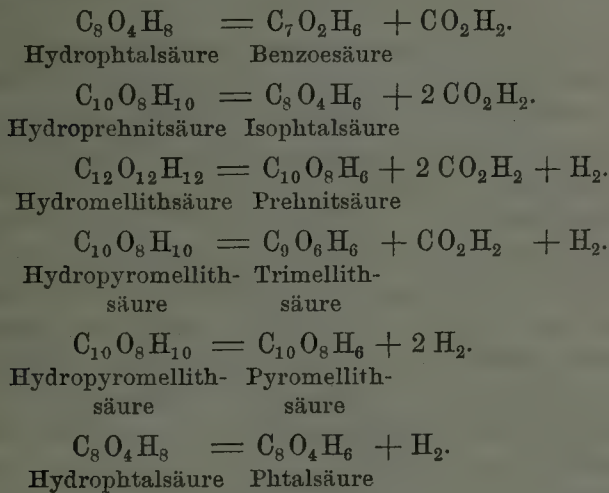 C₈O₄H₈ = C₇O₂H₆ + CO₂H₂.
Hydrophtalsäure Benzoesäure
C₁₀O₈H₁₀ = C₈O₄H₆ + 2 CO₂H₂.
Hydroprehnitsäure Isophtalsäure
C₁₂O₁₂H₁₂ = C₁₀O₈H₆ + 2 CO₂H₂ + H₂.
Hydromellithsäure Prehnitsäure
C₁₀O₈H₁₀ = C₉O₆H₆ + CO₂H₂ + H₂.
Hydropyromellith- Trimellith-
säure säure
C₁₀O₈H₁₀ = C₁₀O₈H₆ + 2 H₂.
Hydropyromellith- Pyromellith-
säure säure
C₈O₄H₈ = C₈O₄H₆ + H₂.
Hydrophtalsäure Phtalsäure